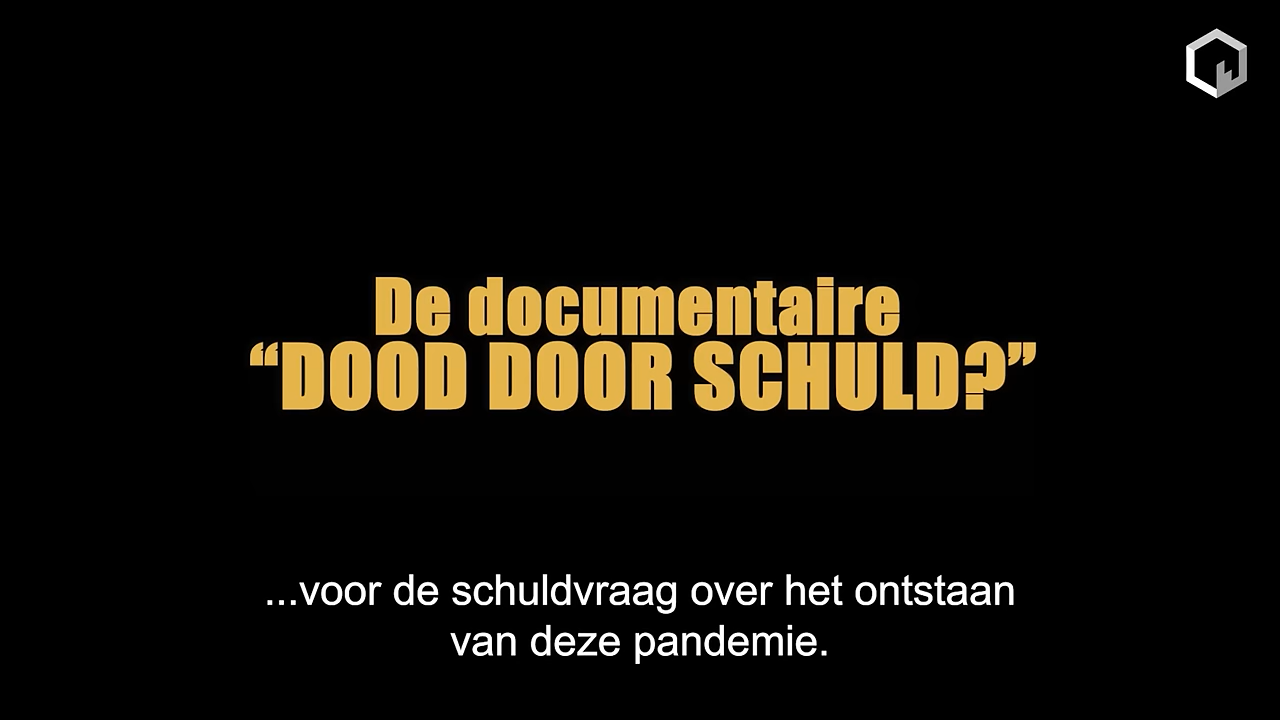 De documentaire
“DOOD DOOR SCHULD?”
...voor de schuldvraag over het ontstaan
van deze pandemie.